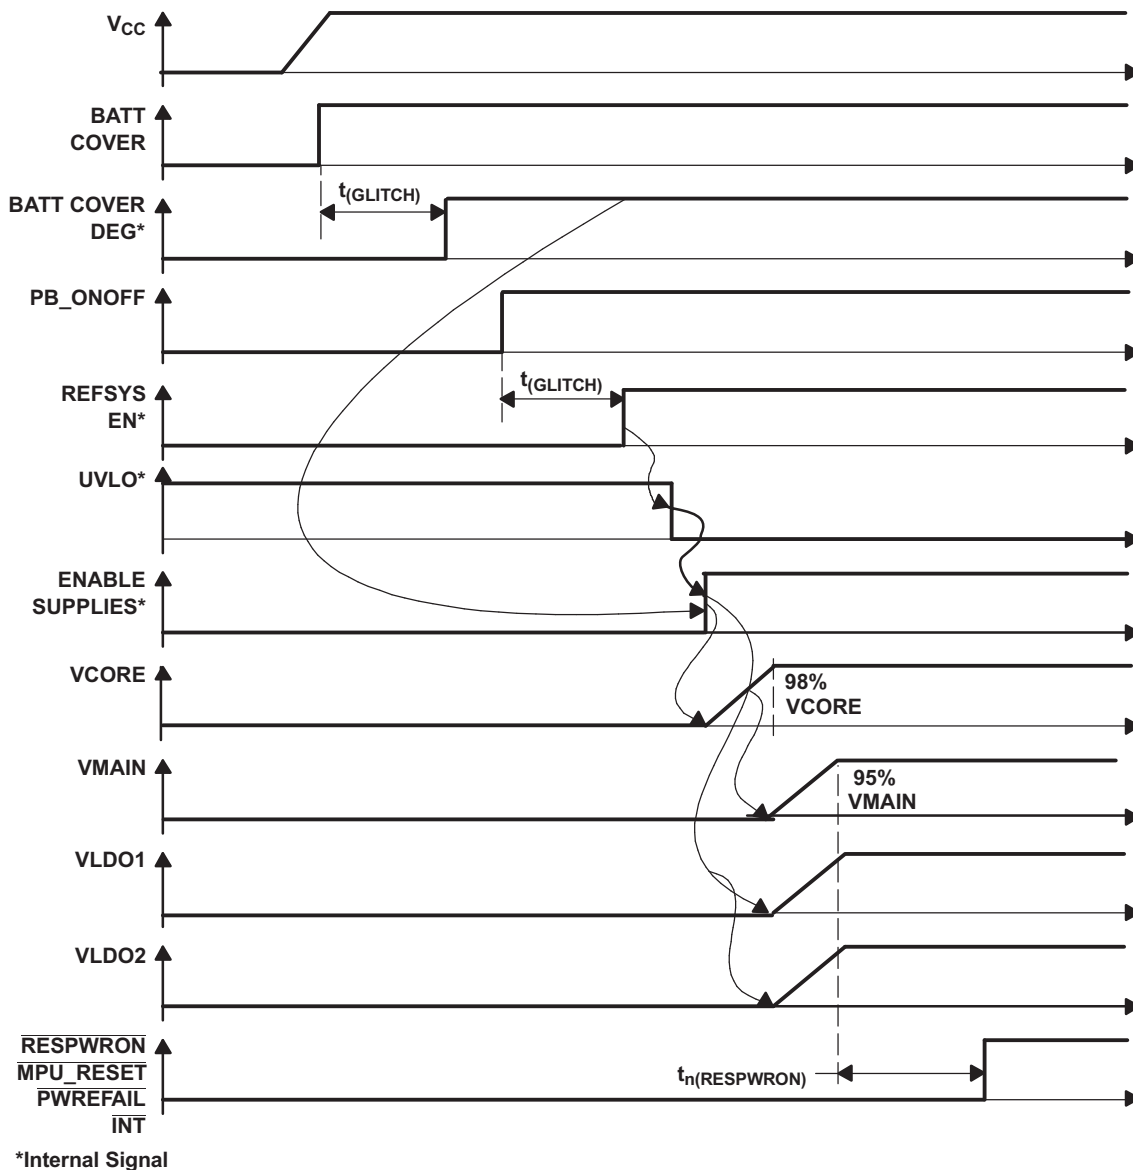 VCC
BATT
COVER
t(GLITCH)
BATT COVER
DEG*
PB_ONOFF
REFSYS
EN*
t(GLITCH)
UVLO*
ENABLE
SUPPLIES*
VCORE
98%
VCORE
VMAIN
95%
VMAIN
VLDO1
VLDO2
RESPWRON
MPU_RESET
PWREFAIL
INT
tn(RESPWRON)
*Internal Signal